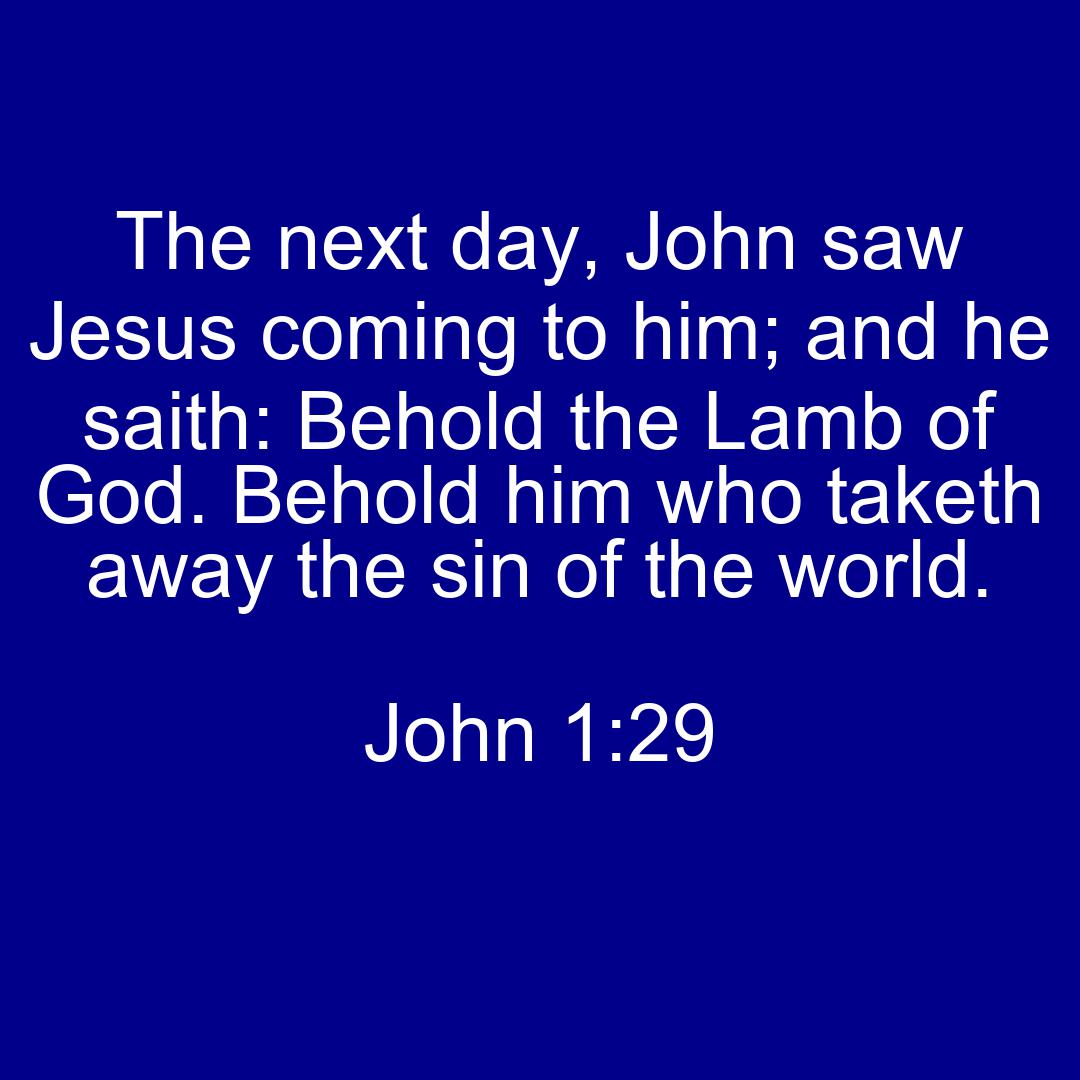 The next day, John saw
Jesus coming to him; and he
saith: Behold the Lamb of
God. Behold him who taketh
away the sin of the world.
John 1:29